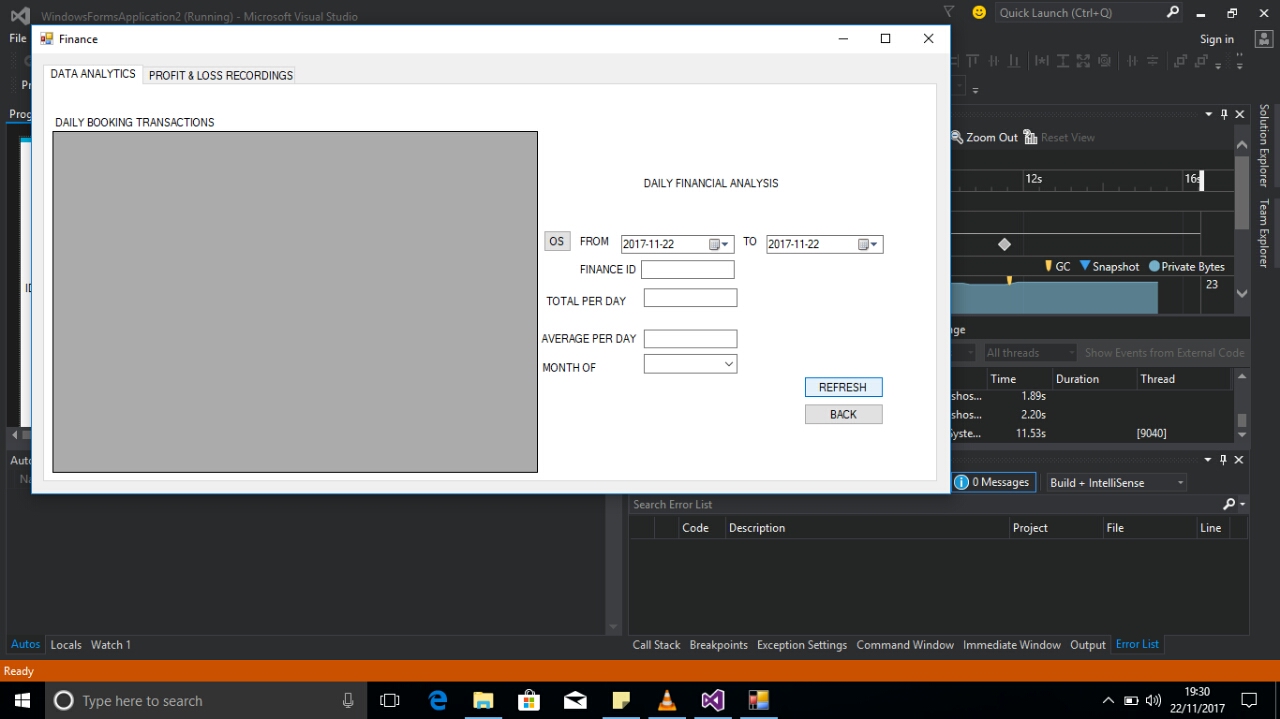 WindowsFormsApplication2 (Running) - Microsoft Visual Studio
Quick Launch (Ctrl+Q)
File
Finance
Sign in
DATA ANALYTICS
PROFIT & LOSS RECORDINGS
DAILY BOOKING TRANSACTIONS
Zoom Out
Reset View
12s
16s
DAILY FINANCIAL ANALYSIS
OS
FROM
2017-11-22
TO
2017-11-22
FINANCE ID
GC
Snapshot
Private Bytes
23
TOTAL PER DAY
AVERAGE PER DAY
MONTH OF
All threads
Show Events from External Code
REFRESH
Time
Duration
Thread
shos...
1.89s
BACK
shos...
2.20s
yste...
11.53s
[9040]
0 Messages
Build + IntelliSense
Search Error List
Code
Description
Project
File
Line
Solution Explorer
Team Explorer
Autos
Locals
Watch 1
Call Stack
Breakpoints
Exception Settings
Command Window
Immediate Window
Output
Error List
Ready
Type here to search
19:30
22/11/2017